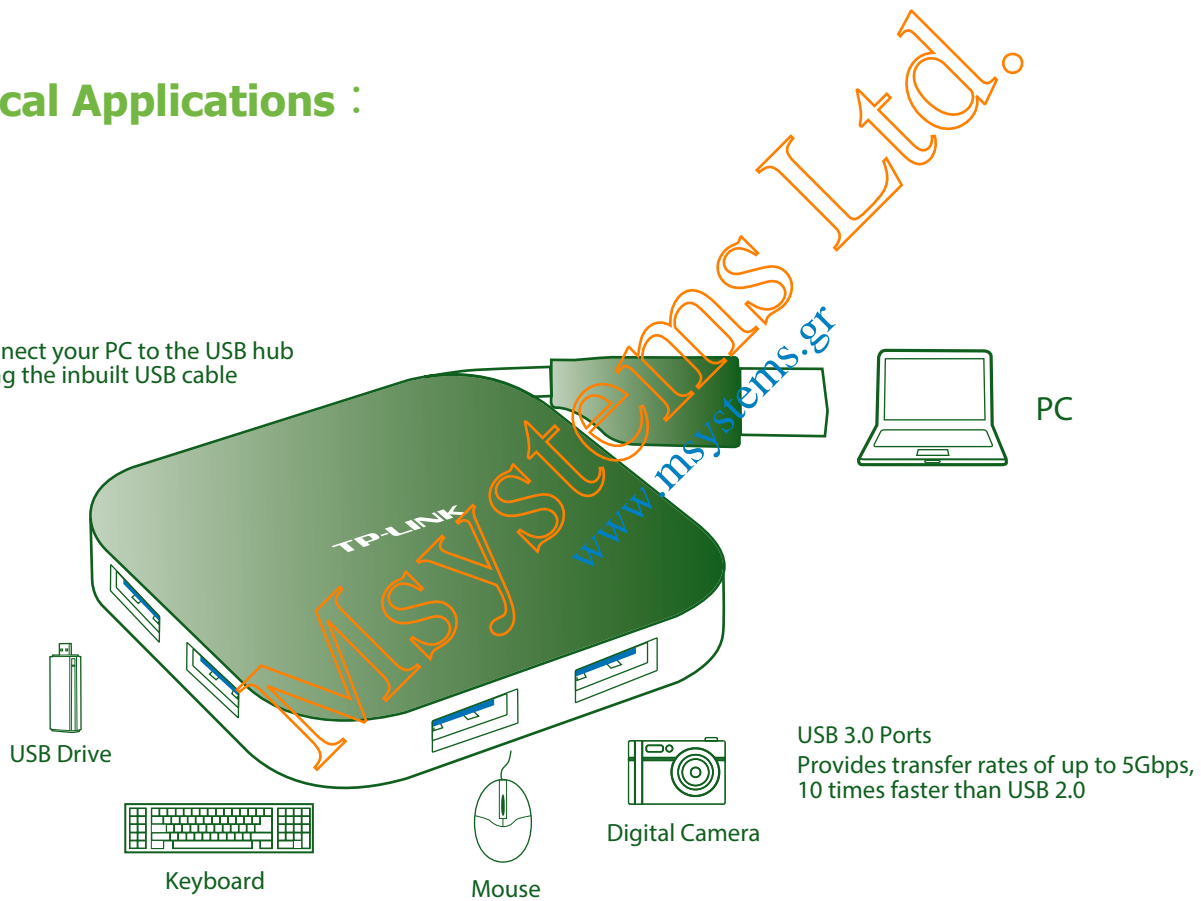 cal Applications：
nnect your PC to the USB hub
ng the inbuilt USB cable
PC
TP-LINK
Msystems Ltd.
www.msystems.gr
USB Drive
Keyboard
Mouse
Digital Camera
USB 3.0 Ports
Provides transfer rates of up to 5Gbps,
10 times faster than USB 2.0